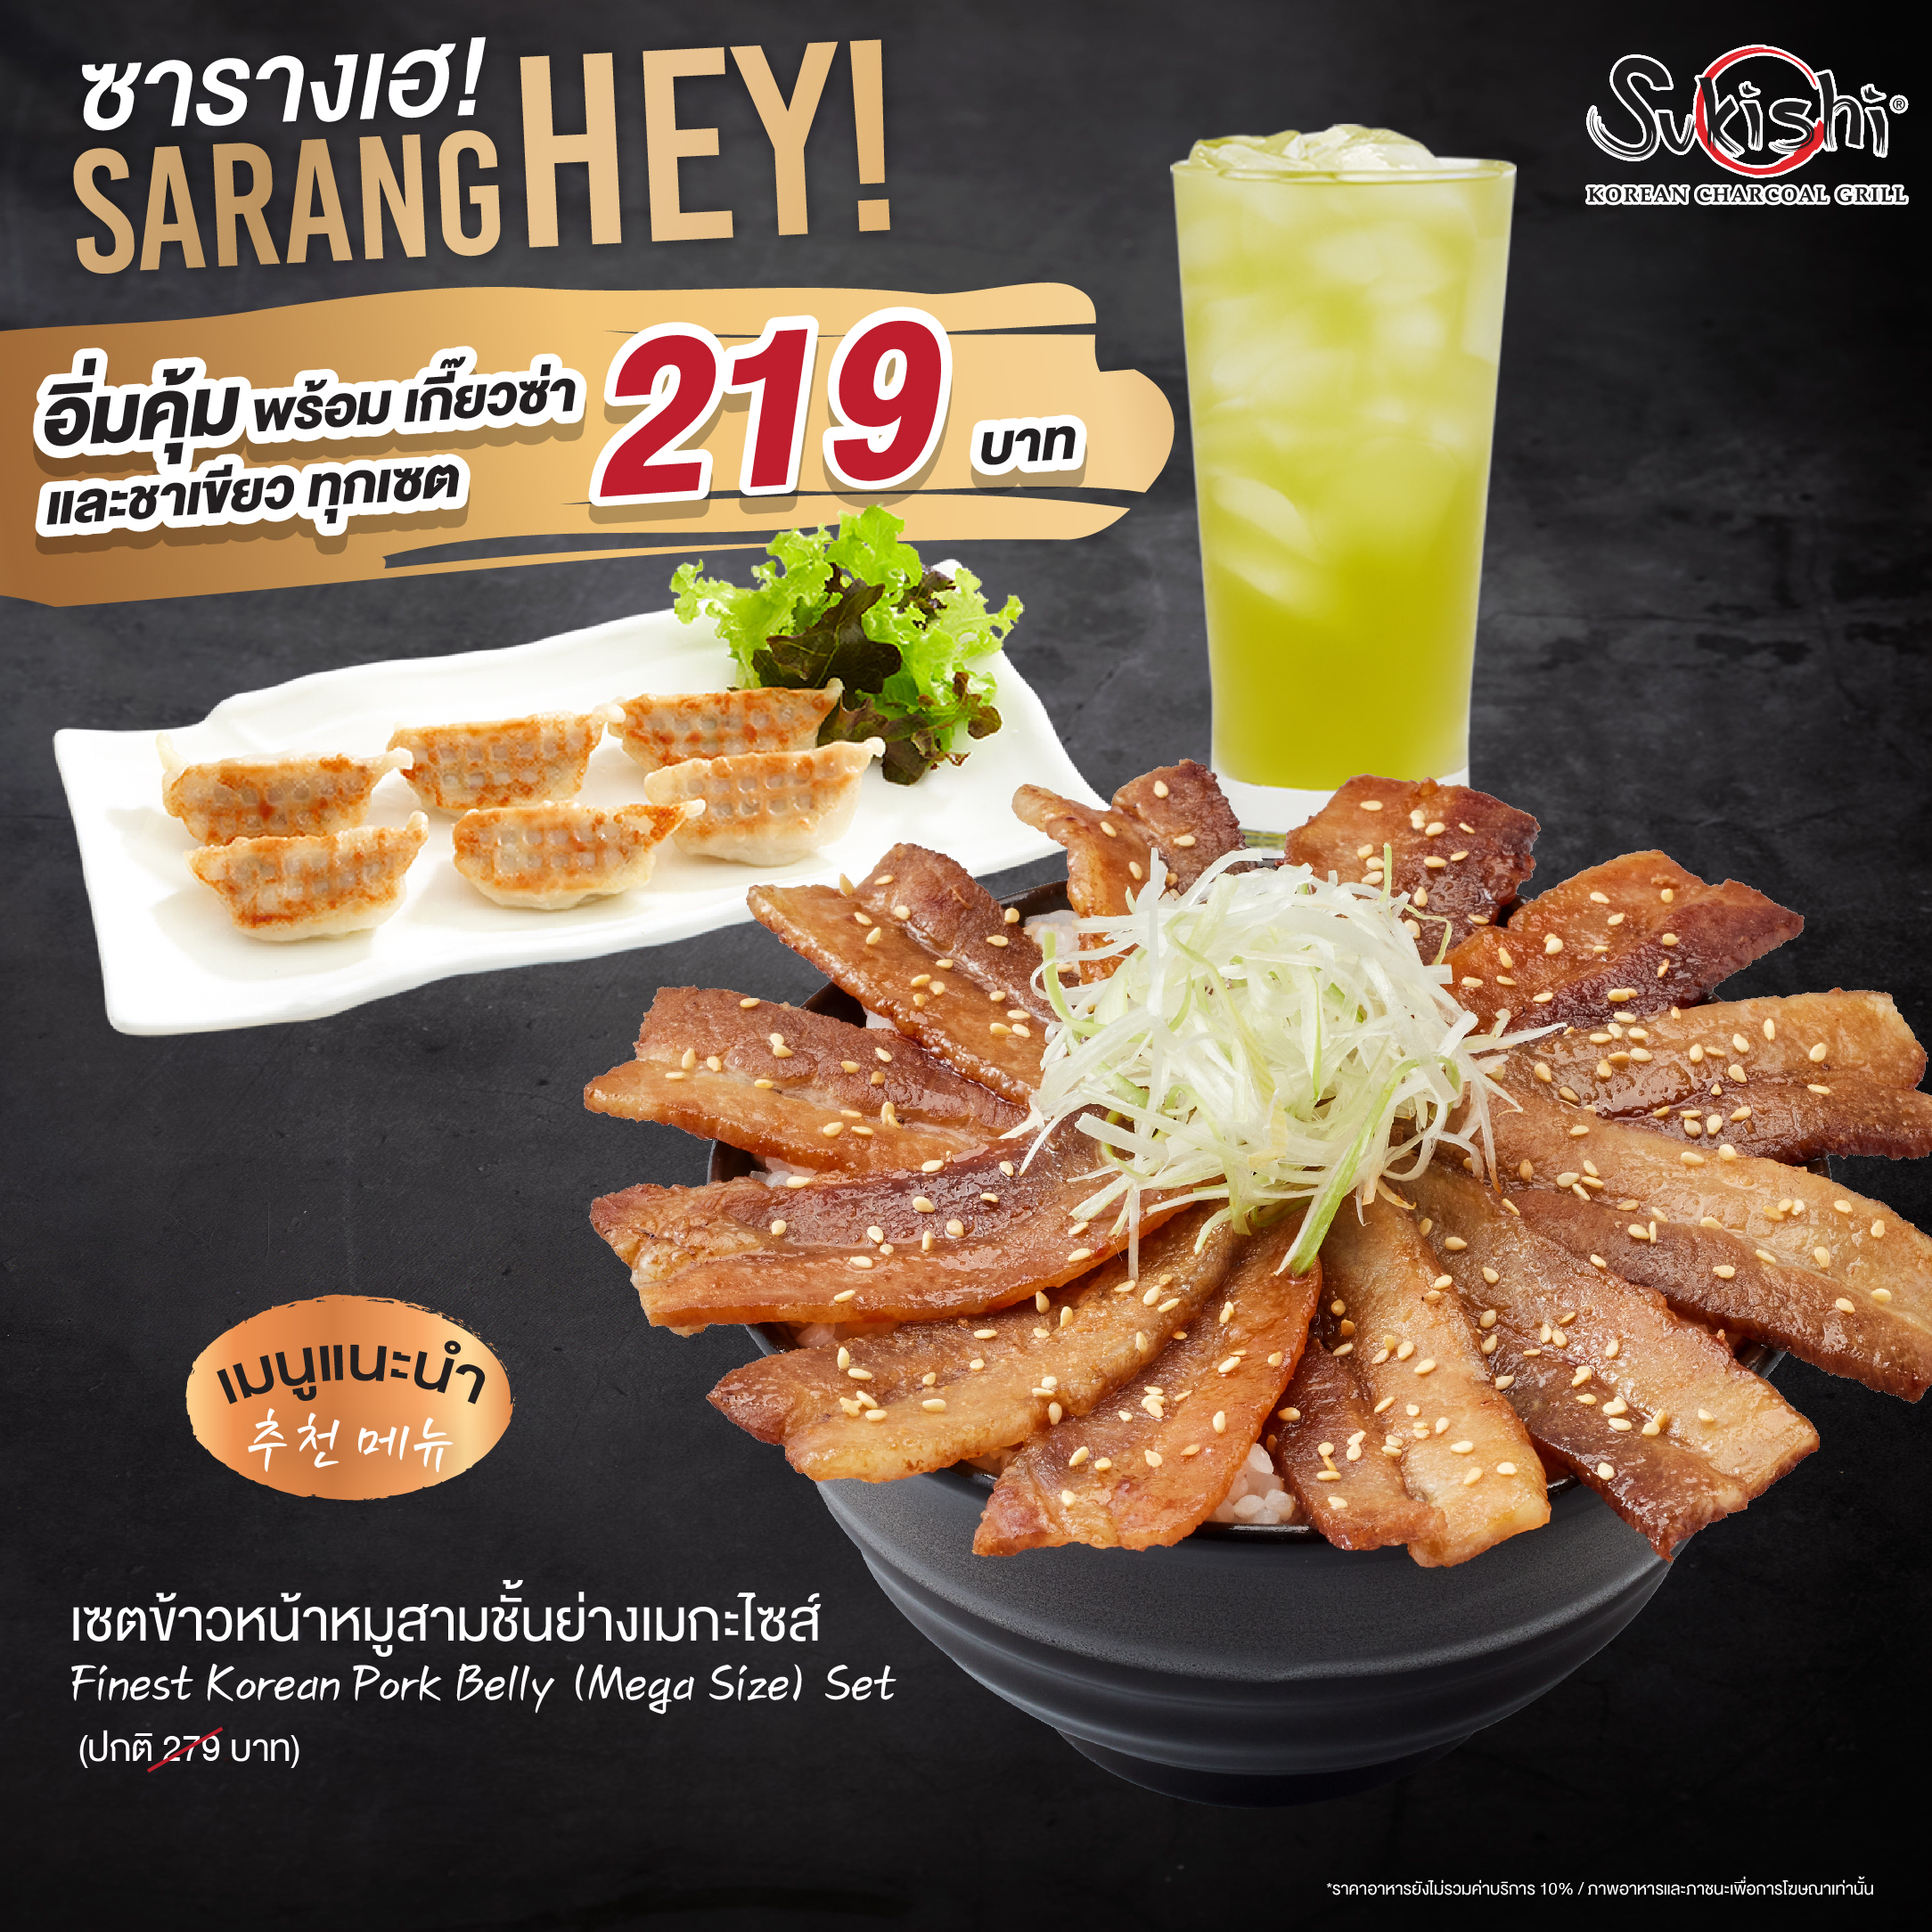 ซารางเฮ!
SARANGHEY!
Sukishi®
KOREAN CHARCOAL GRILL
อิ่มคุ้ม พร้อม เกี๊ยวซ่า
และชาเขียว ทุกเซต
219 บาท
เมนูแนะนำ
추천 메뉴
เซตข้าวหน้าหมูสามชั้นย่างเมกะไซส์
Finest Korean Pork Belly (Mega Size) Set
(ปกติ 279 บาท)
*ราคาอาหารยังไม่รวมค่าบริการ 10% / ภาพอาหารและภาชนะเพื่อการโฆษณาเท่านั้น